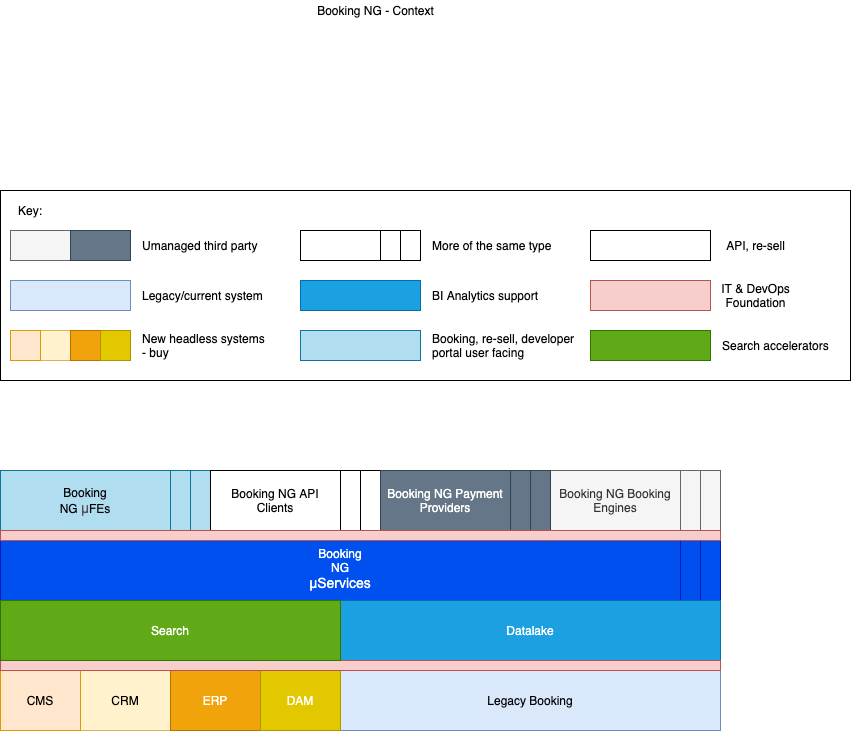 Booking NG - Context
Key:
Umanaged third party
More of the same type
API, re-sell
Legacy/current system
BI Analytics support
IT & DevOps
Foundation
New headless systems
- buy
Booking, re-sell, developer
portal user facing
Search accelerators
Booking
NG µFEs
Booking NG API
Clients
Booking NG Payment
Providers
Booking NG Booking
Engines
Booking
NG
µServices
Search
Datalake
CMS
CRM
ERP
DAM
Legacy Booking